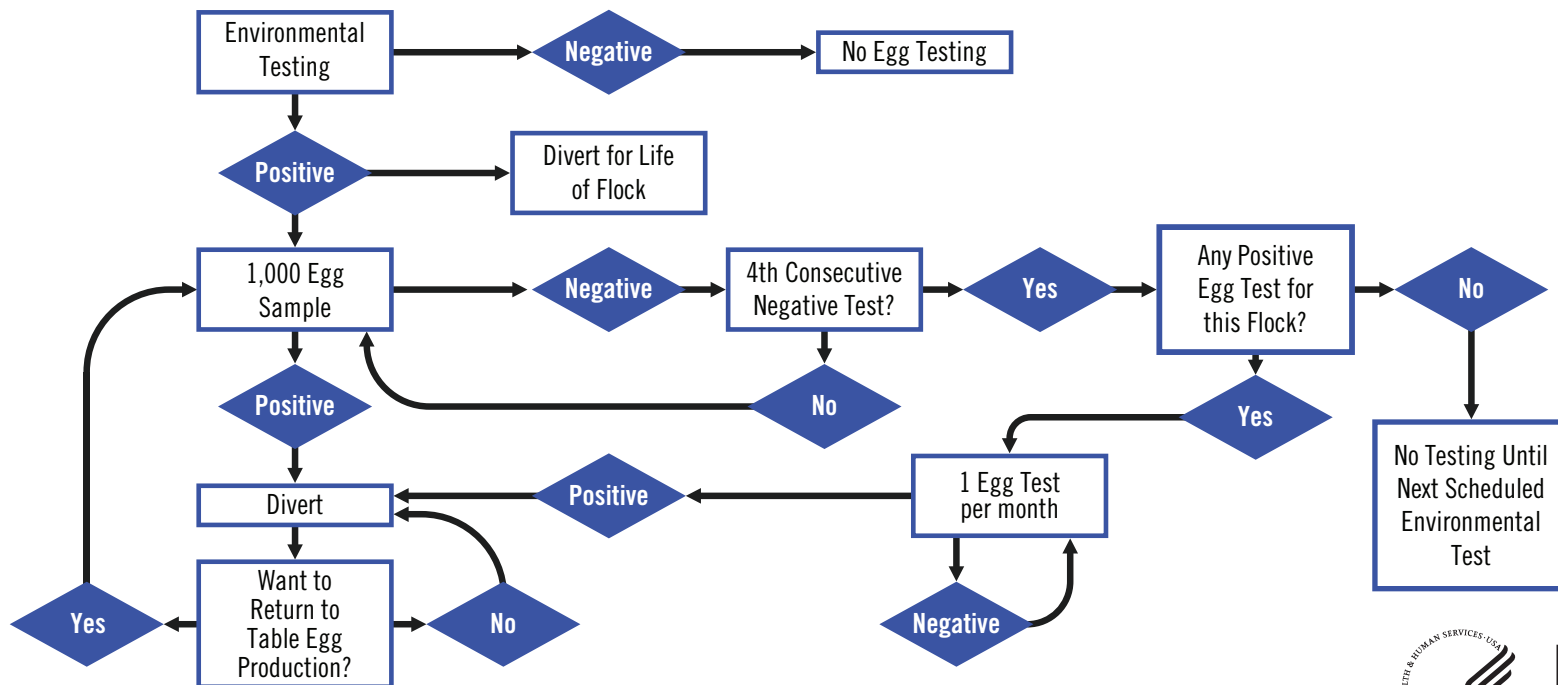 Environmental
Testing
Negative
No Egg Testing
Positive
Divert for Life
of Flock
1,000 Egg
Sample
Negative
4th Consecutive
Negative Test?
Yes
Any Positive
Egg Test for
this Flock?
No
Positive
No
Yes
No Testing Until
Next Scheduled
Environmental
Test
Divert
Positive
1 Egg Test
per month
Want to
Return to
Table Egg
Production?
Yes
No
Negative
& HUMAN SERVICES·USA